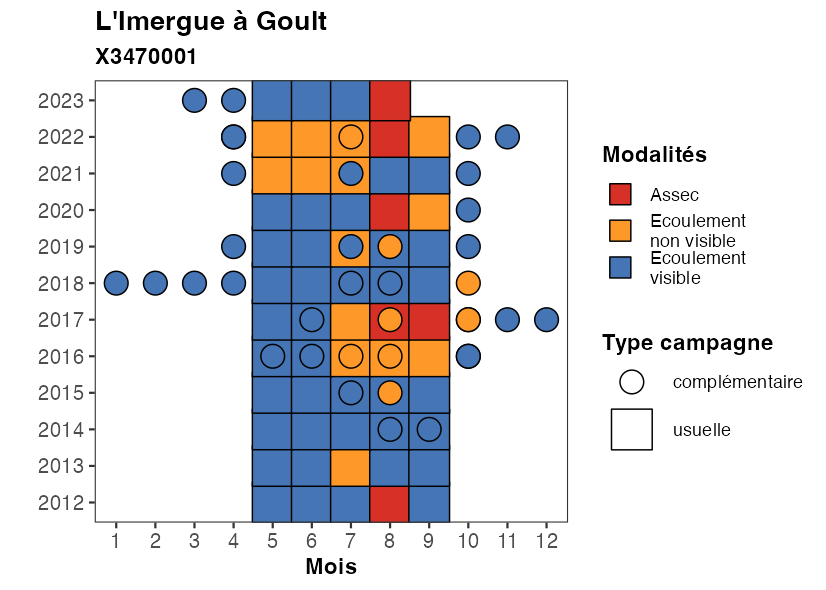 L'Imergue à Goult
X3470001
2023
2022
2021
2020
2019
2018
2017
2016
2015
2014
2013
2012
1 2 3 4 5 6 7 8 9 10 11 12
Mois
Modalités
Assec
Ecoulement
non visible
Ecoulement
visible
Type campagne
complémentaire
usuelle